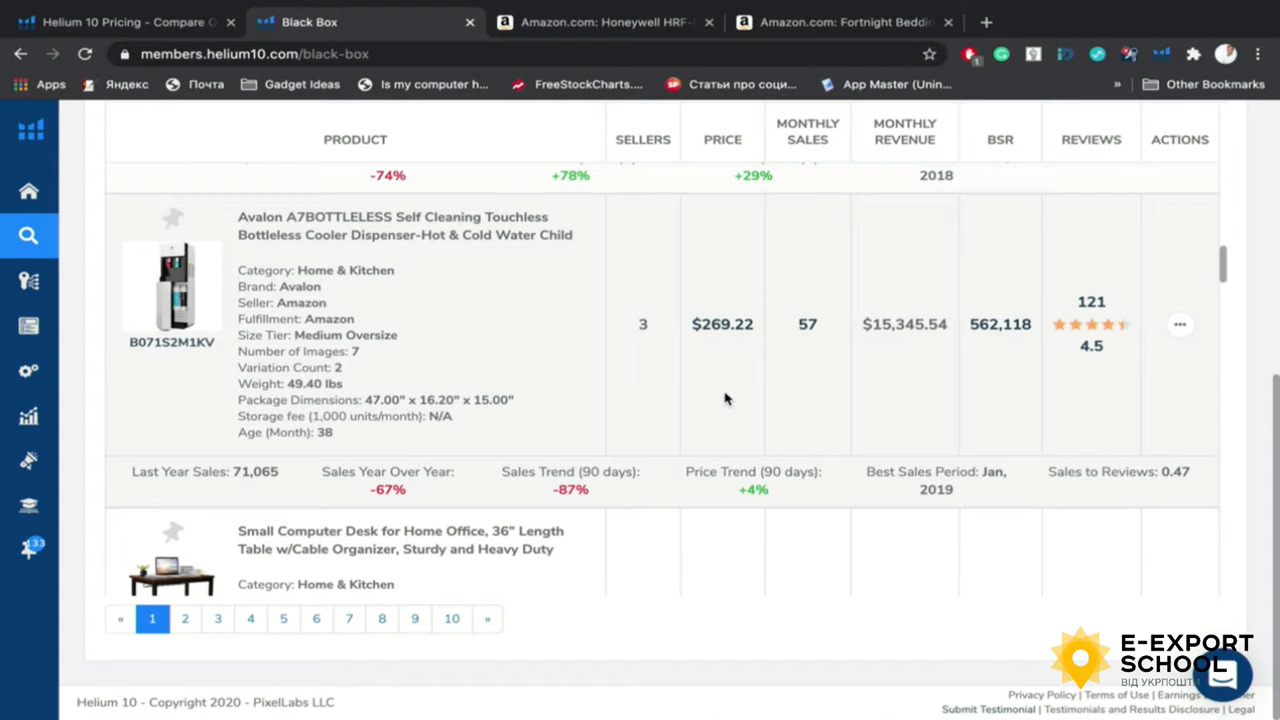 Helium 10 Pricing - Compare
Black Box
Amazon.com: Honeywell HRF-
Amazon.com: Fortnight Beddin
members.helium10.com/black-box
Apps
Яндекс
Почта
Gadget Ideas
Is my computer h...
FreeStockCharts....
Статьи про соци...
App Master (Unin...
»
Other Bookmarks
PRODUCT
SELLERS
PRICE
MONTHLY SALES
MONTHLY REVENUE
BSR
REVIEWS
ACTIONS
-74%
+78%
+29%
2018
Avalon A7BOTTLELESS Self Cleaning Touchless
Bottleless Cooler Dispenser-Hot & Cold Water Child
Category: Home & Kitchen
Brand: Avalon
Seller: Amazon
Fulfillment: Amazon
Size Tier: Medium Oversize
Number of Images: 7
Variation Count: 2
Weight: 49.40 lbs
Package Dimensions: 47.00" x 16.20" x 15.00"
Storage fee (1,000 units/month): N/A
Age (Month): 38
B071S2M1KV
3
$269.22
57
$15,345.54
562,118
121
4.5
Last Year Sales: 71,065
Sales Year Over Year:
-67%
Sales Trend (90 days):
-87%
Price Trend (90 days):
+4%
Best Sales Period: Jan,
2019
Sales to Reviews: 0.47
Small Computer Desk for Home Office, 36" Length
Table w/Cable Organizer, Sturdy and Heavy Duty
Category: Home & Kitchen
133
« 1 2 3 4 5 6 7 8 9 10 »
E-EXPORT
SCHOOL
ВІД УКРПОШТИ
Helium 10 - Copyright 2020 - PixelLabs LLC
Privacy Policy | Terms of Use | Earnings
Submit Testimonial | Testimonials and Results Disclosure | Legal